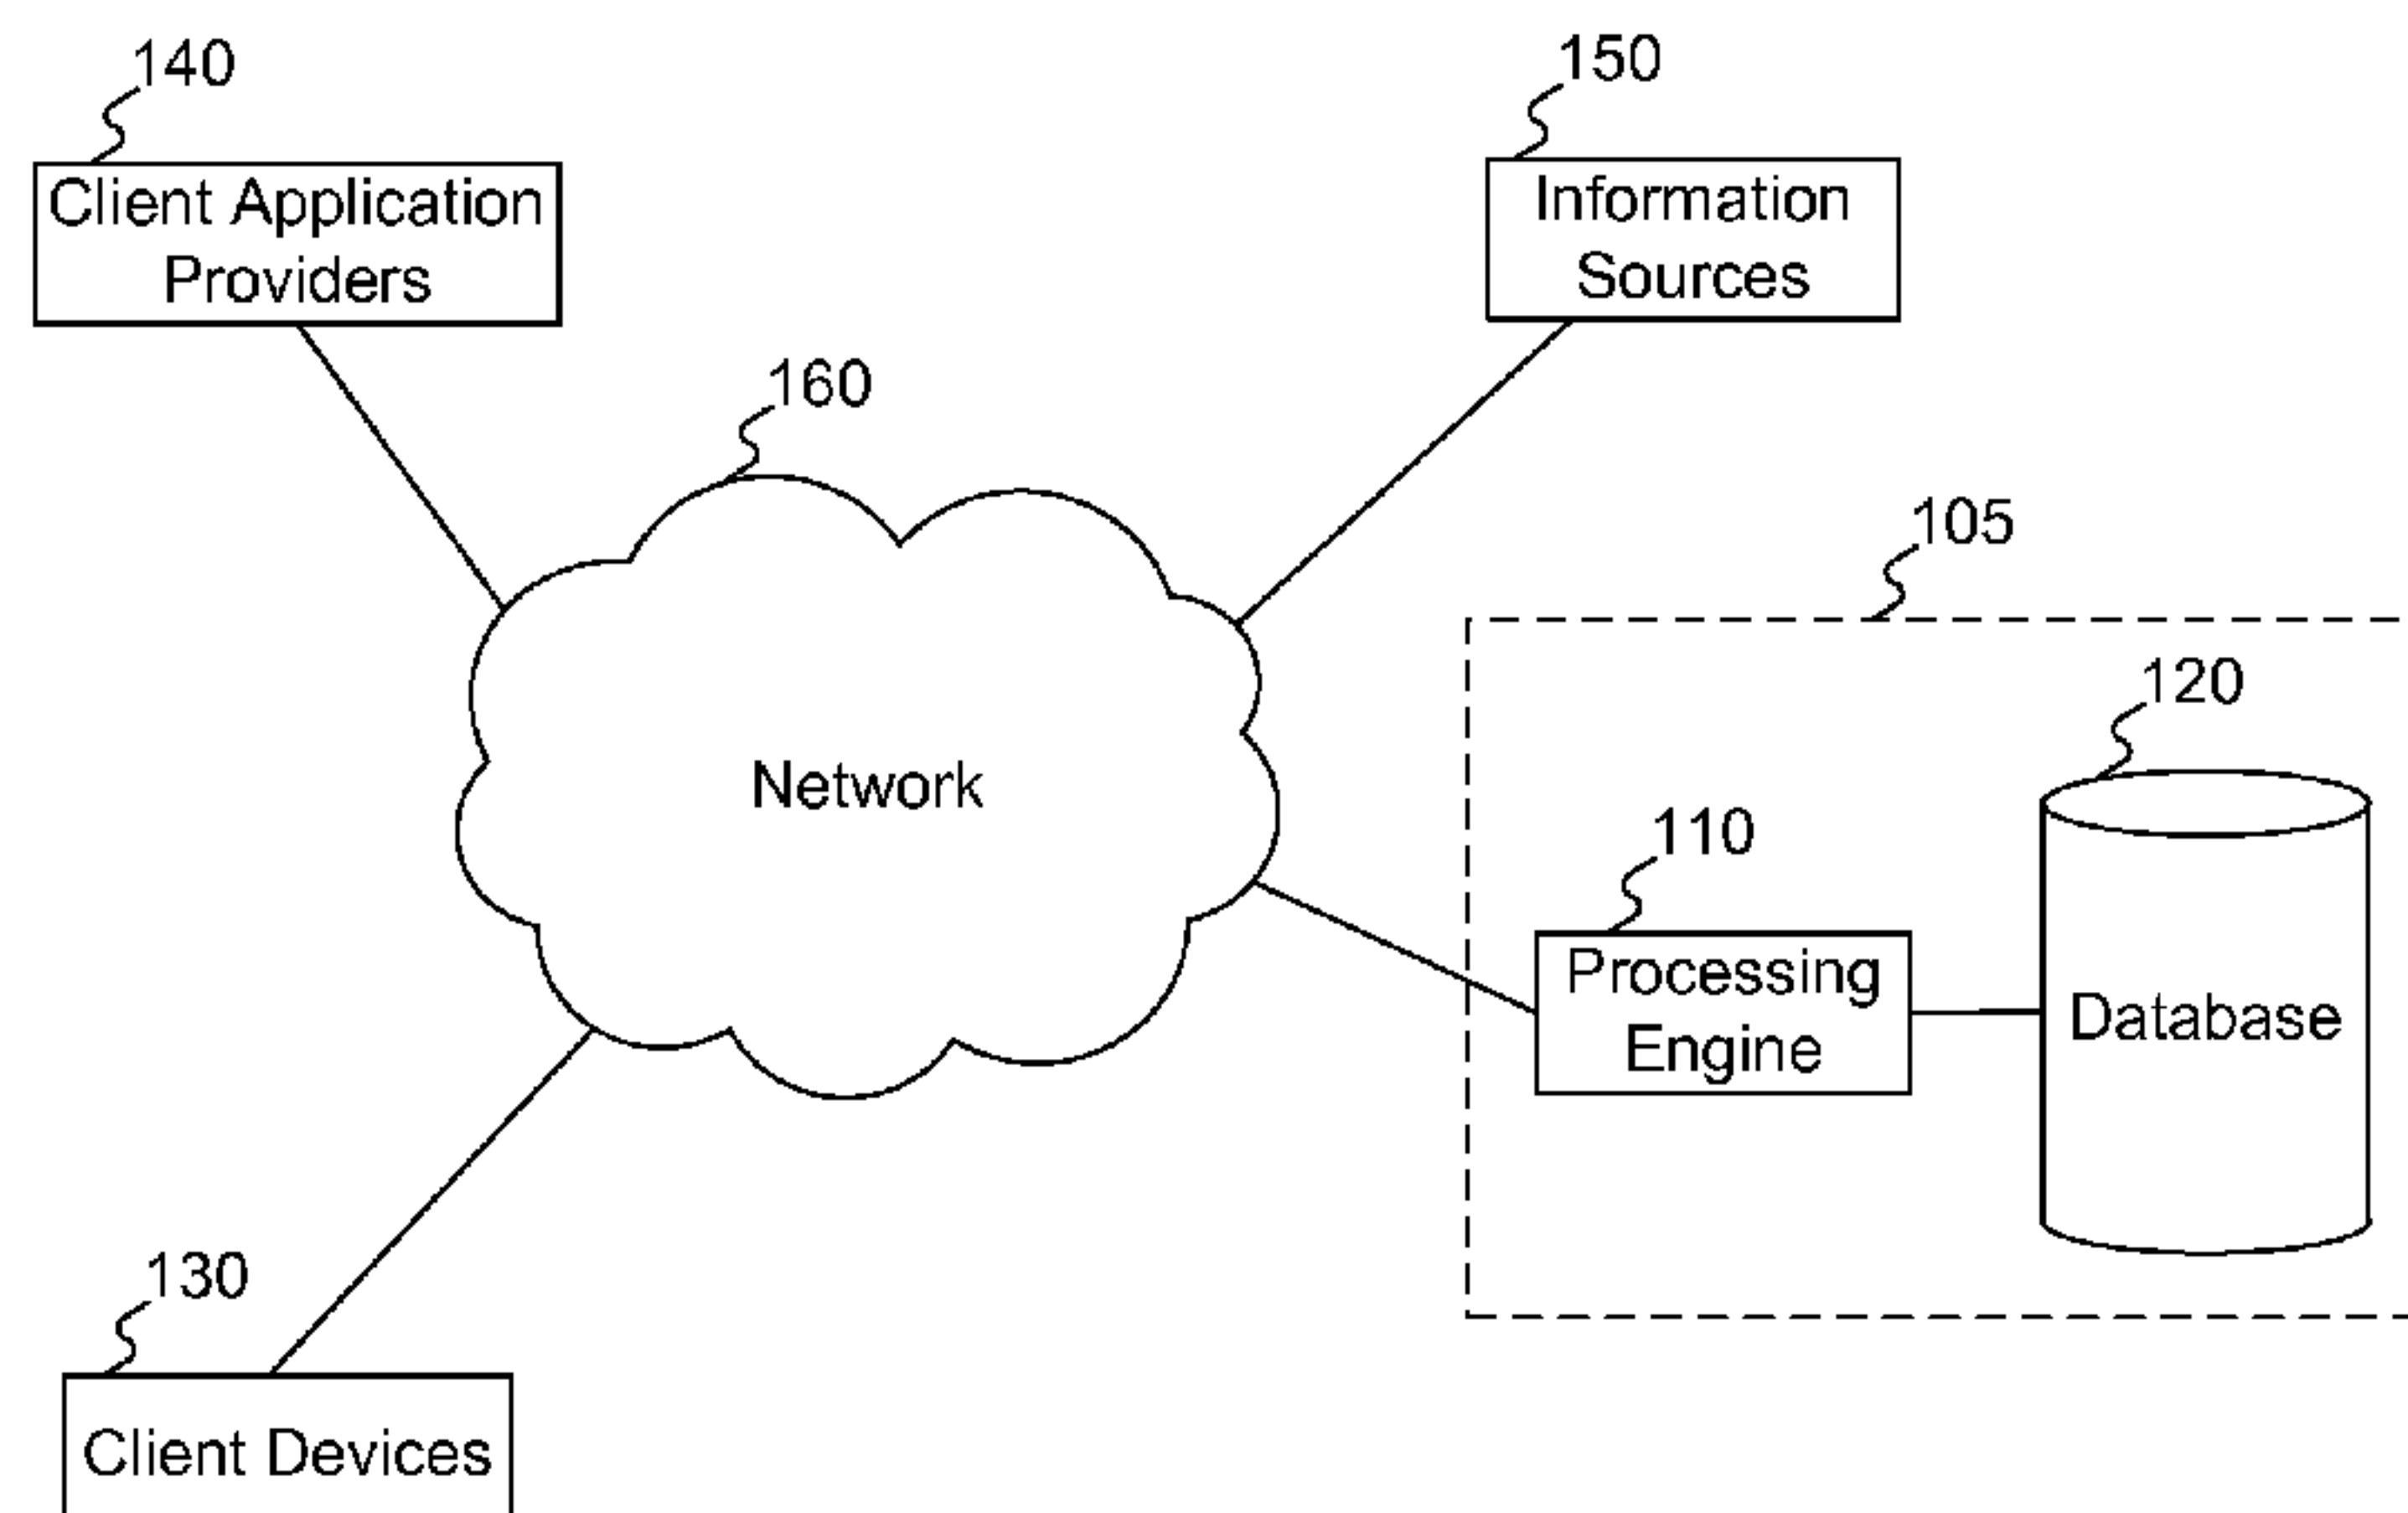 140
Client Application
Providers
150
Information
Sources
160
105
120
Network
110
Processing
Engine
Database
130
Client Devices